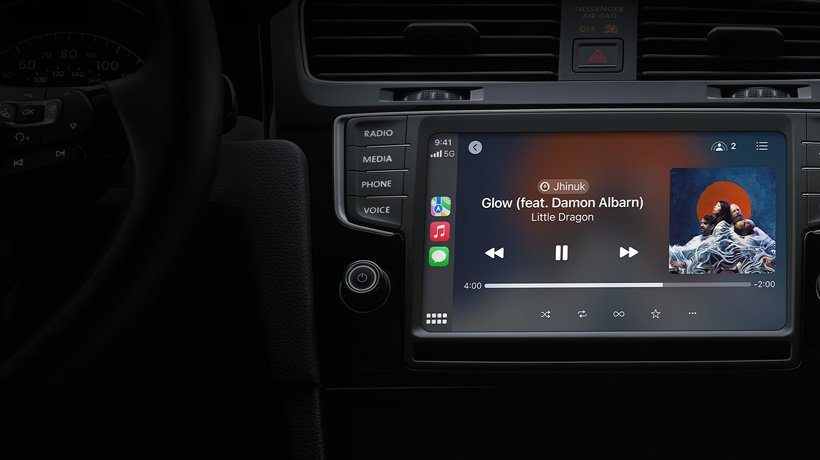 PASSENGER
AIR BAG
OFF
60
80
100
100
120
OK
RADIO
MEDIA
PHONE
VOICE
9:41
5G
2
Jhinuk
Glow (feat. Damon Albarn)
Little Dragon
4:00
-2:00